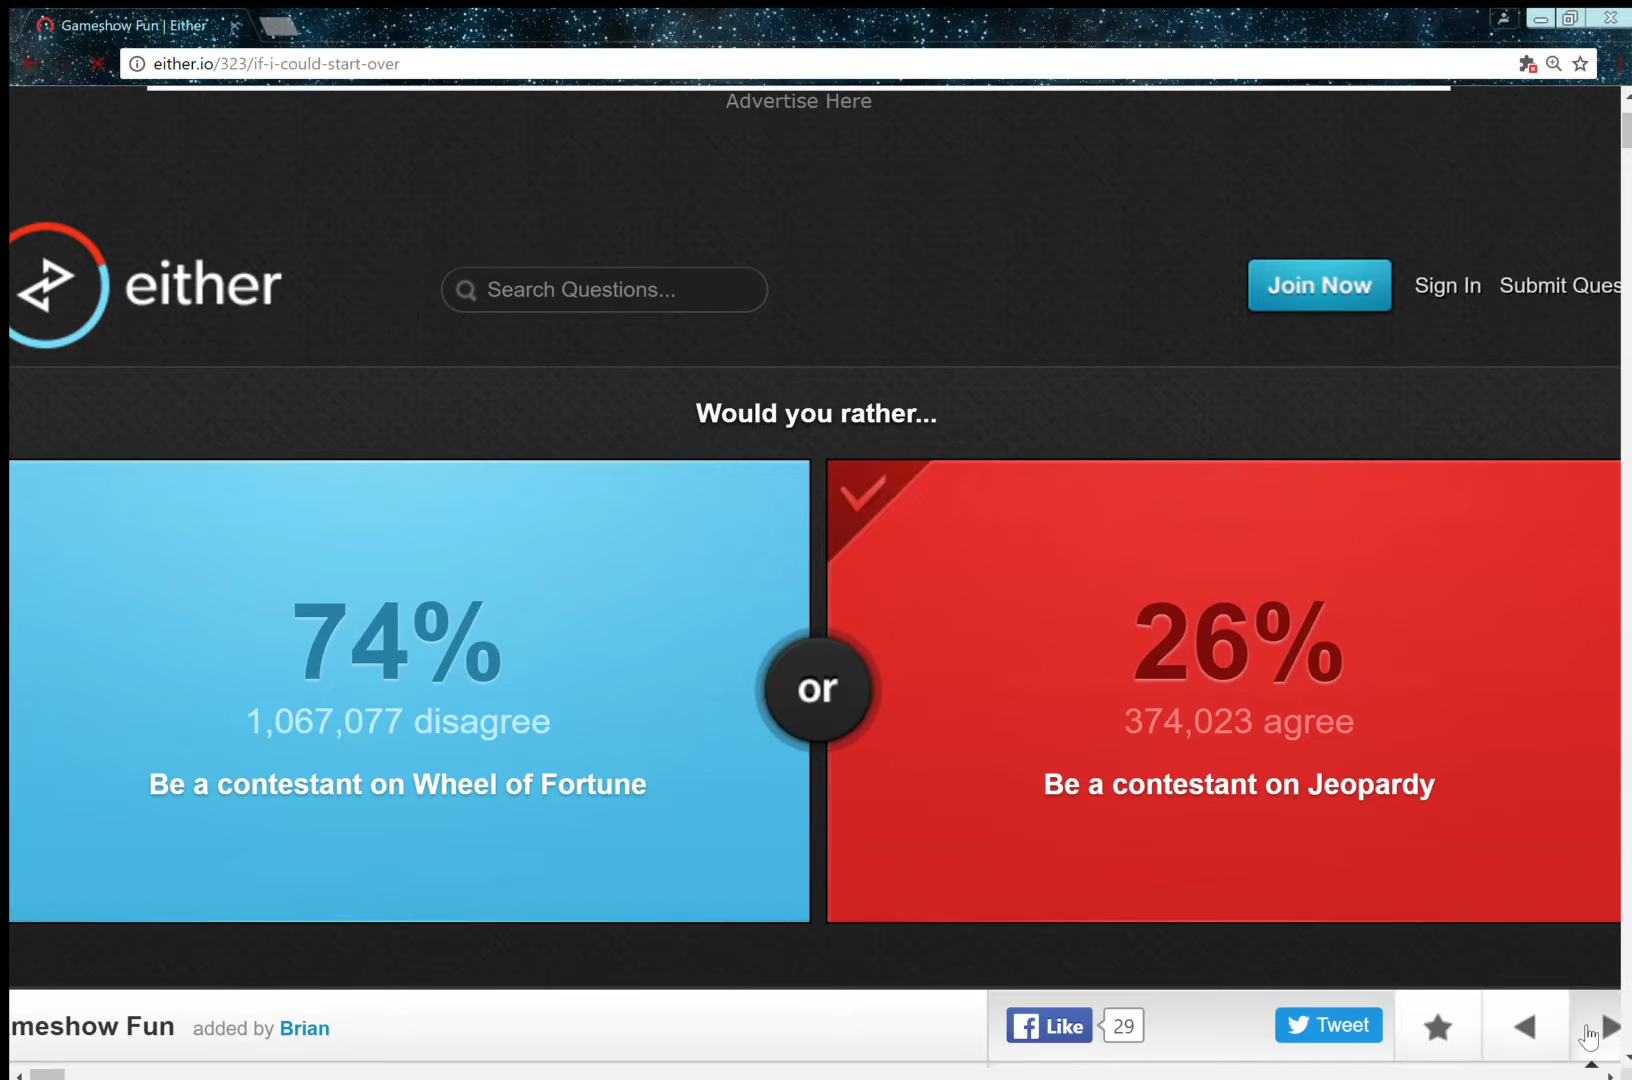 Gameshow Fun | Either
either.io/323/if-i-could-start-over
Advertise Here
either
Search Questions...
Join Now
Sign In
Submit Ques
Would you rather...
74%
1,067,077 disagree
Be a contestant on Wheel of Fortune
or
26%
374,023 agree
Be a contestant on Jeopardy
meshow Fun added by Brian
Like
29
Tweet